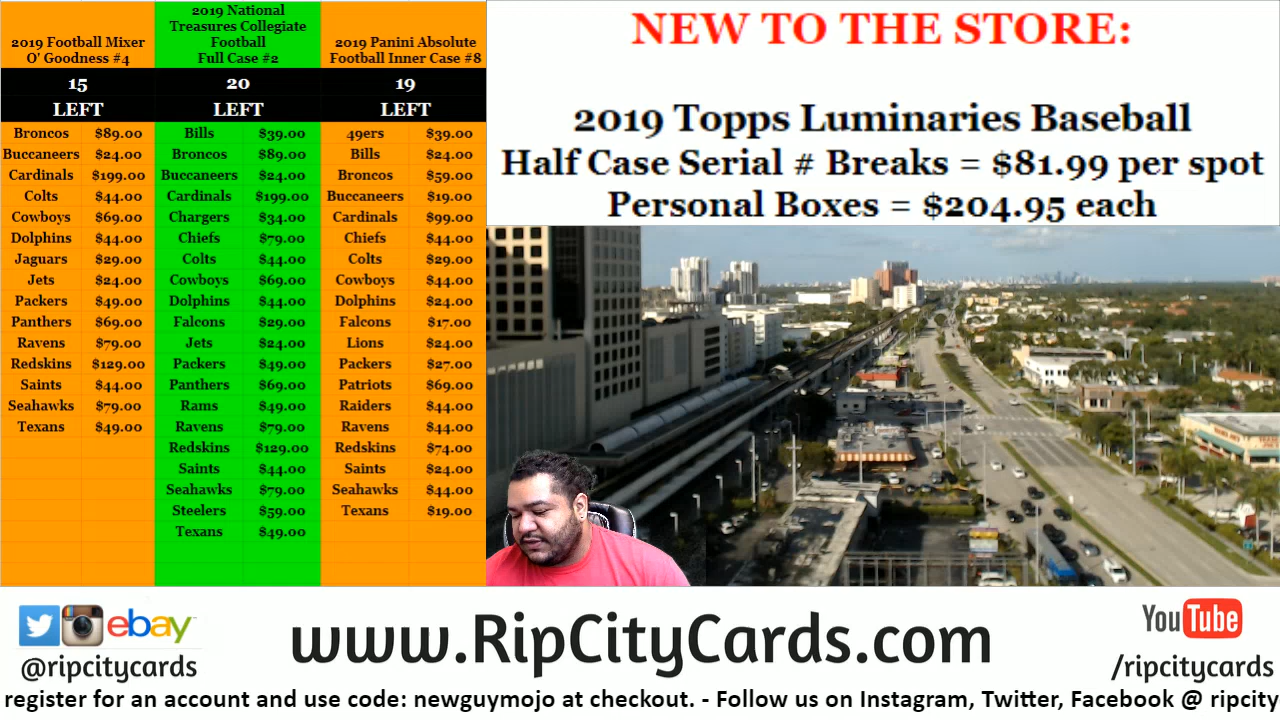 2019 Football Mixer
O' Goodness #4
15
LEFT
Broncos $89.00
Buccaneers $24.00
Cardinals $199.00
Colts $44.00
Cowboys $69.00
Dolphins $44.00
Jaguars $29.00
Jets $24.00
Packers $49.00
Panthers $69.00
Ravens $79.00
Redskins $129.00
Saints $44.00
Seahawks $79.00
Texans $49.00
2019 National
Treasures Collegiate
Football
Full Case #2
20
LEFT
Bills $39.00
Broncos $89.00
Buccaneers $24.00
Cardinals $199.00
Chargers $34.00
Chiefs $79.00
Colts $44.00
Cowboys $69.00
Dolphins $44.00
Falcons $29.00
Jets $24.00
Packers $49.00
Panthers $69.00
Rams $49.00
Ravens $79.00
Redskins $129.00
Saints $44.00
Seahawks $79.00
Steelers $59.00
Texans $49.00
2019 Panini Absolute
Football Inner Case #8
19
LEFT
49ers $39.00
Bills $24.00
Broncos $59.00
Buccaneers $19.00
Cardinals $99.00
Chiefs $44.00
Colts $29.00
Cowboys $44.00
Dolphins $24.00
Falcons $17.00
Lions $24.00
Packers $27.00
Patriots $69.00
Raiders $44.00
Ravens $44.00
Redskins $74.00
Saints $24.00
Seahawks $44.00
Texans $19.00
NEW TO THE STORE:
2019 Topps Luminaries Baseball
Half Case Serial # Breaks = $81.99 per spot
Personal Boxes = $204.95 each
ebay
@ripcitycards
www.RipCityCards.com
YouTube
/ripcitycards
register for an account and use code: newguymojo at checkout. - Follow us on Instagram, Twitter, Facebook @ ripcity